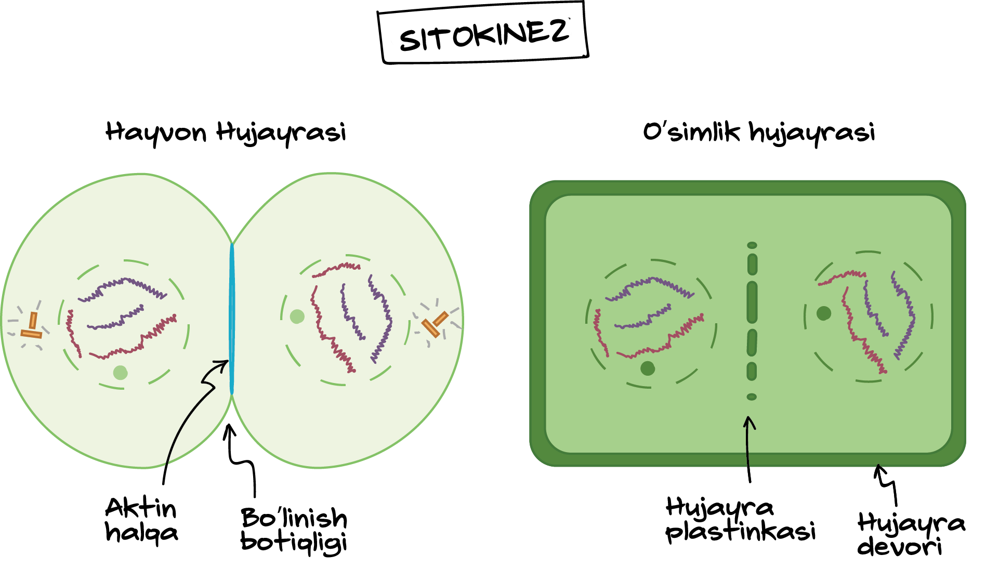 SITOKINEZ
Hayvon Hujayrasi
O'simlik hujayrasi
Aktin
halqa
Bo'linish
botiqligi
Hujayra
plastinkasi
Hujayra
devori